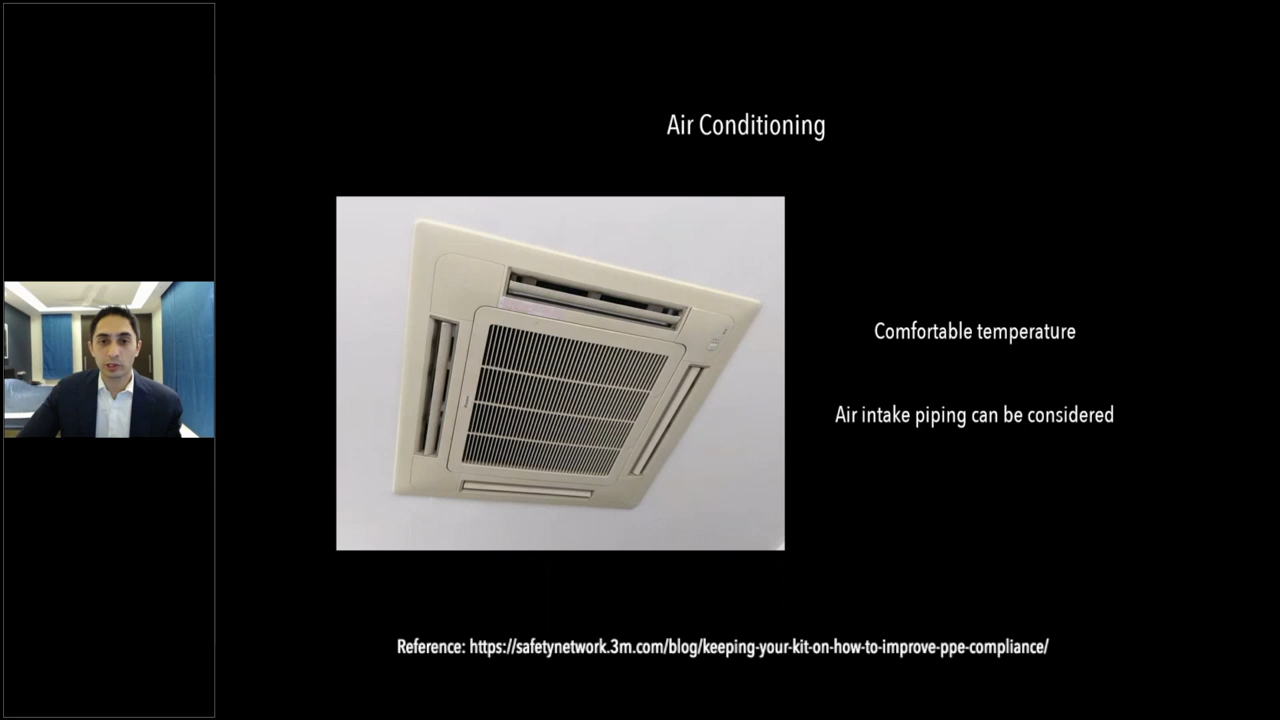 Air Conditioning
Comfortable temperature
Air intake piping can be considered
Reference: https://safetynetwork.3m.com/blog/keeping-your-kit-on-how-to-improve-ppe-compliance/